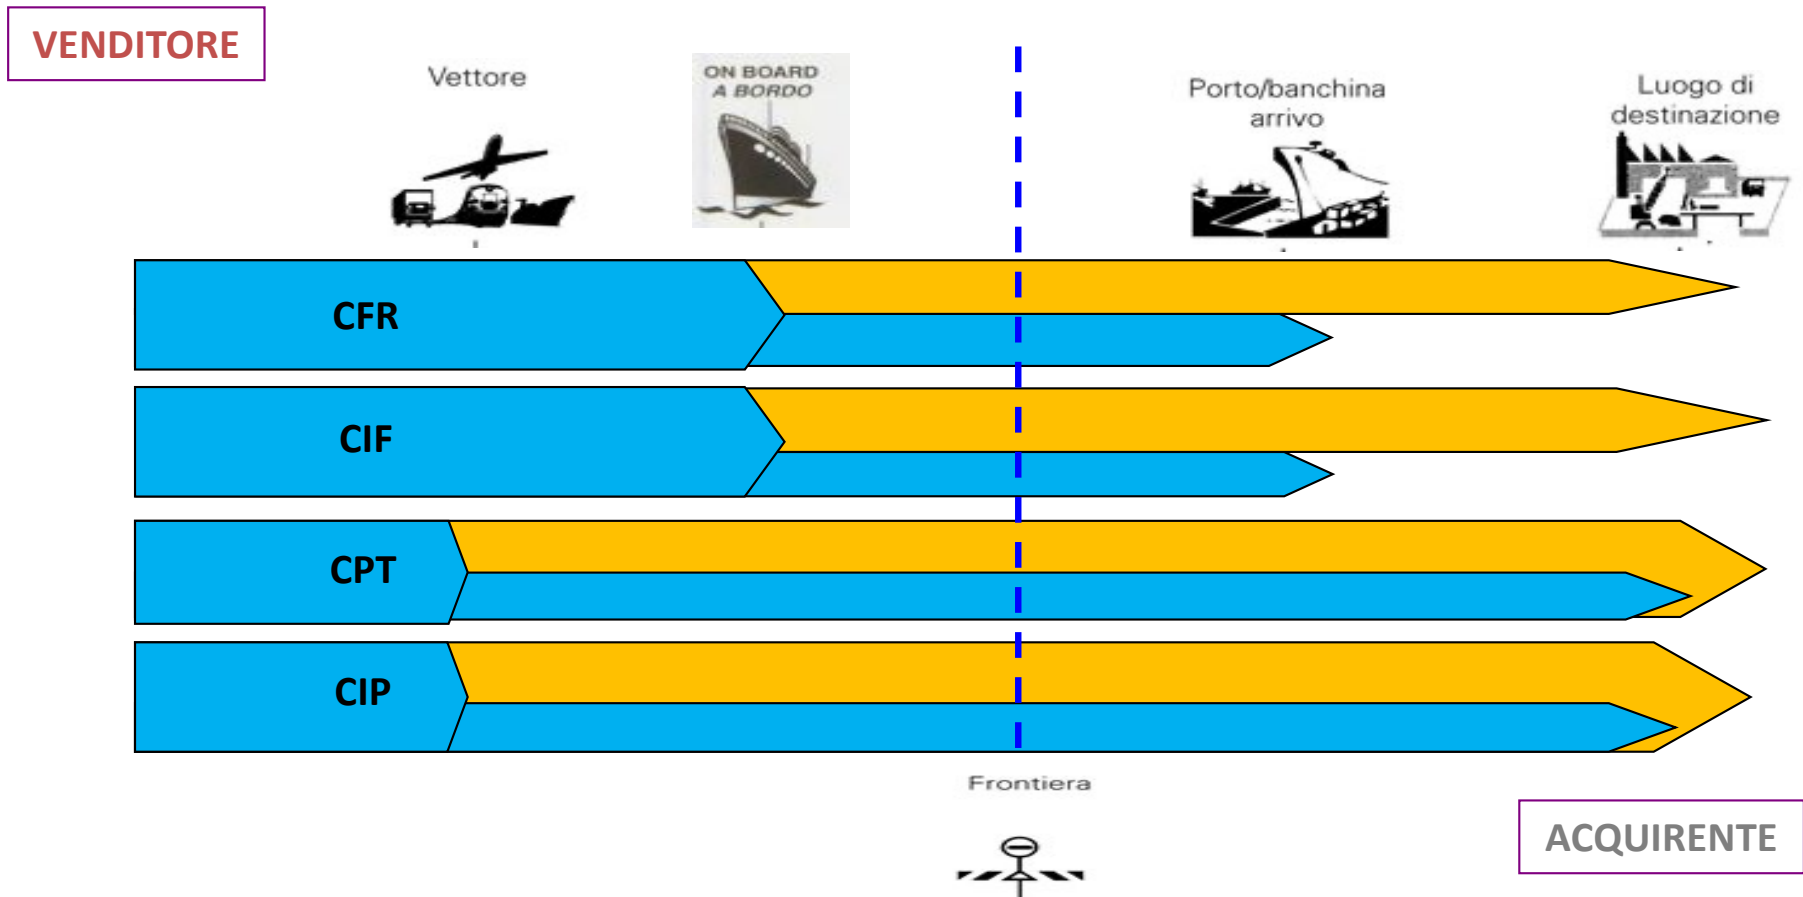 VENDITORE
Vettore
ON BOARD
A BORDO
Porto/banchina
arrivo
Luogo di
destinazione
CFR
CIF
CPT
CIP
Frontiera
ACQUIRENTE